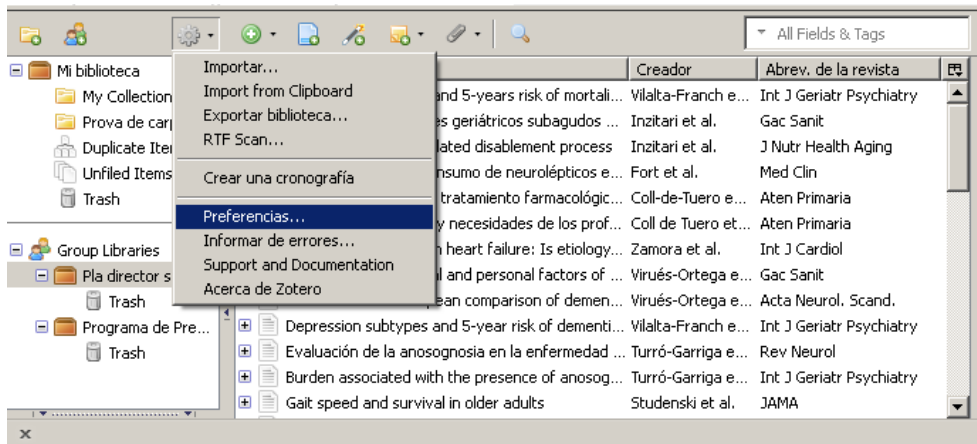 All Fields & Tags
Mi biblioteca
My Collection
Prova de car
Duplicate Ite
Unfiled Items
Trash
Group Libraries
Pla director s
Trash
Programa de Pre...
Trash
Importar...
Import from Clipboard
Exportar biblioteca...
RTF Scan...
Crear una cronografía
Preferencias...
Informar de errores...
Support and Documentation
Acerca de Zotero
Creador Abrev. de la revista
and 5-years risk of mortali... Vilalta-Franch e... Int J Geriatr Psychiatry
es geriátricos subagudos ... Inzitari et al. Gac Sanit
lated disablement process Inzitari et al. J Nutr Health Aging
nsumo de neurolépticos e... Fort et al. Med Clin
tratamiento farmacológic... Coll-de-Tuero e... Aten Primaria
y necesidades de los prof... Coll de Tuero et... Aten Primaria
heart failure: Is etiology... Zamora et al. Int J Cardiol
l and personal factors of ... Virués-Ortega e... Gac Sanit
ean comparison of demen... Virués-Ortega e... Acta Neurol. Scand.
Depression subtypes and 5-year risk of dementi... Vilalta-Franch e... Int J Geriatr Psychiatry
Evaluación de la anosognosia en la enfermedad ... Turró-Garriga e... Rev Neurol
Burden associated with the presence of anosog... Turró-Garriga e... Int J Geriatr Psychiatry
Gait speed and survival in older adults Studenski et al. JAMA